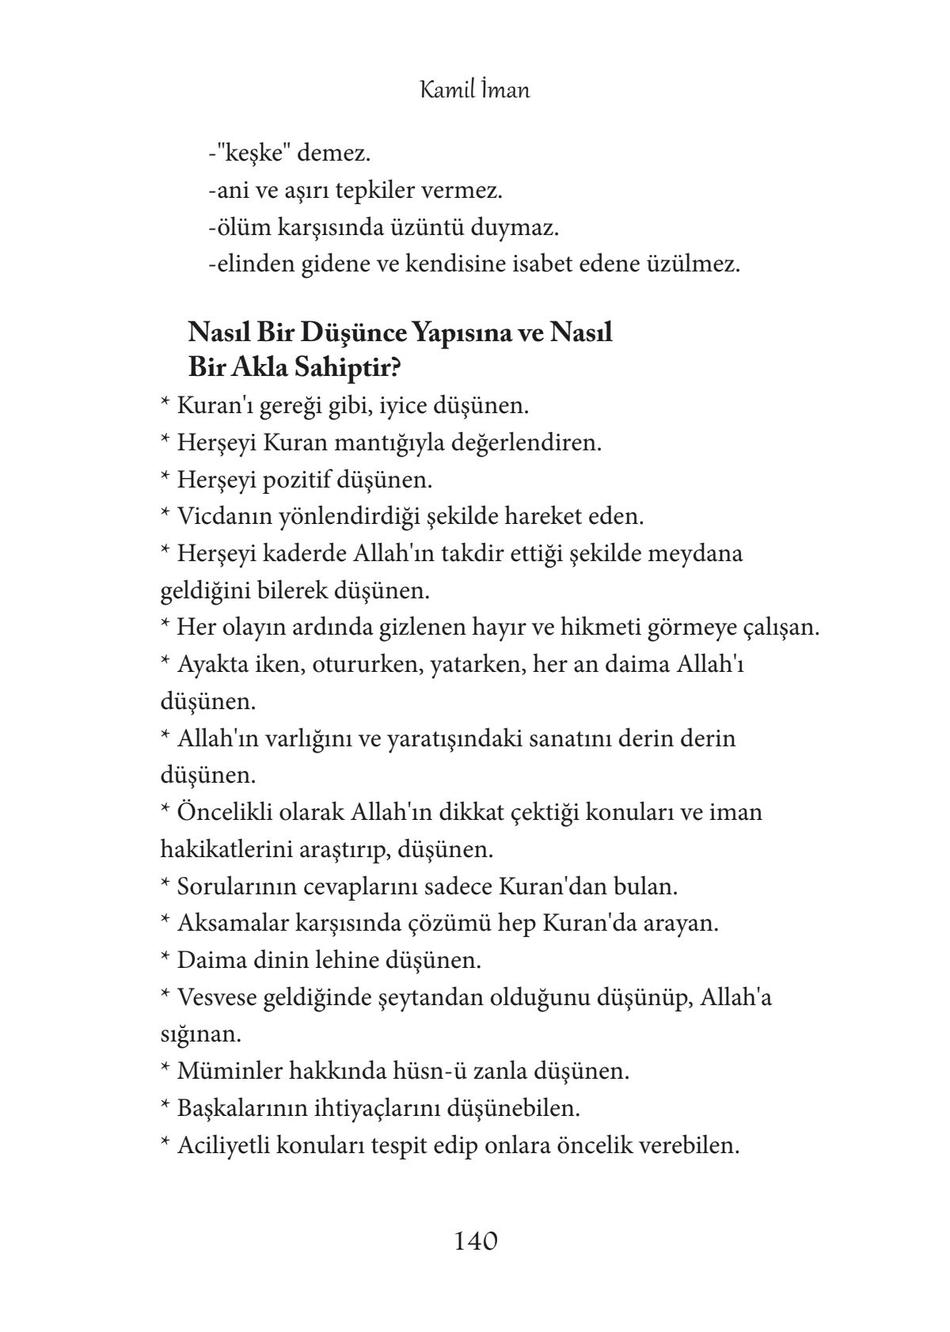 Kamil İman
-"keşke" demez.
-ani ve aşırı tepkiler vermez.
-ölüm karşısında üzüntü duymaz.
-elinden gidene ve kendisine isabet edene üzülmez.
Nasıl Bir Düşünce Yapısına ve Nasıl
Bir Akla Sahiptir?
* Kuran'ı gereği gibi, iyice düşünen.
* Herşeyi Kuran mantığıyla değerlendiren.
* Herşeyi pozitif düşünen.
* Vicdanın yönlendirdiği şekilde hareket eden.
* Herşeyi kaderde Allah'ın takdir ettiği şekilde meydana
geldiğini bilerek düşünen.
* Her olayın ardında gizlenen hayır ve hikmeti görmeye çalışan.
* Ayakta iken, otururken, yatarken, her an daima Allah'ı
düşünen.
* Allah'ın varlığını ve yaratışındaki sanatını derin derin
düşünen.
* Öncelikli olarak Allah'ın dikkat çektiği konuları ve iman
hakikatlerini araştırıp, düşünen.
* Sorularının cevaplarını sadece Kuran'dan bulan.
* Aksamalar karşısında çözümü hep Kuran'da arayan.
* Daima dinin lehine düşünen.
* Vesvese geldiğinde şeytandan olduğunu düşünüp, Allah'a
sığınan.
* Müminler hakkında hüsn-ü zanla düşünen.
* Başkalarının ihtiyaçlarını düşünebilen.
* Aciliyetli konuları tespit edip onlara öncelik verebilen.
140